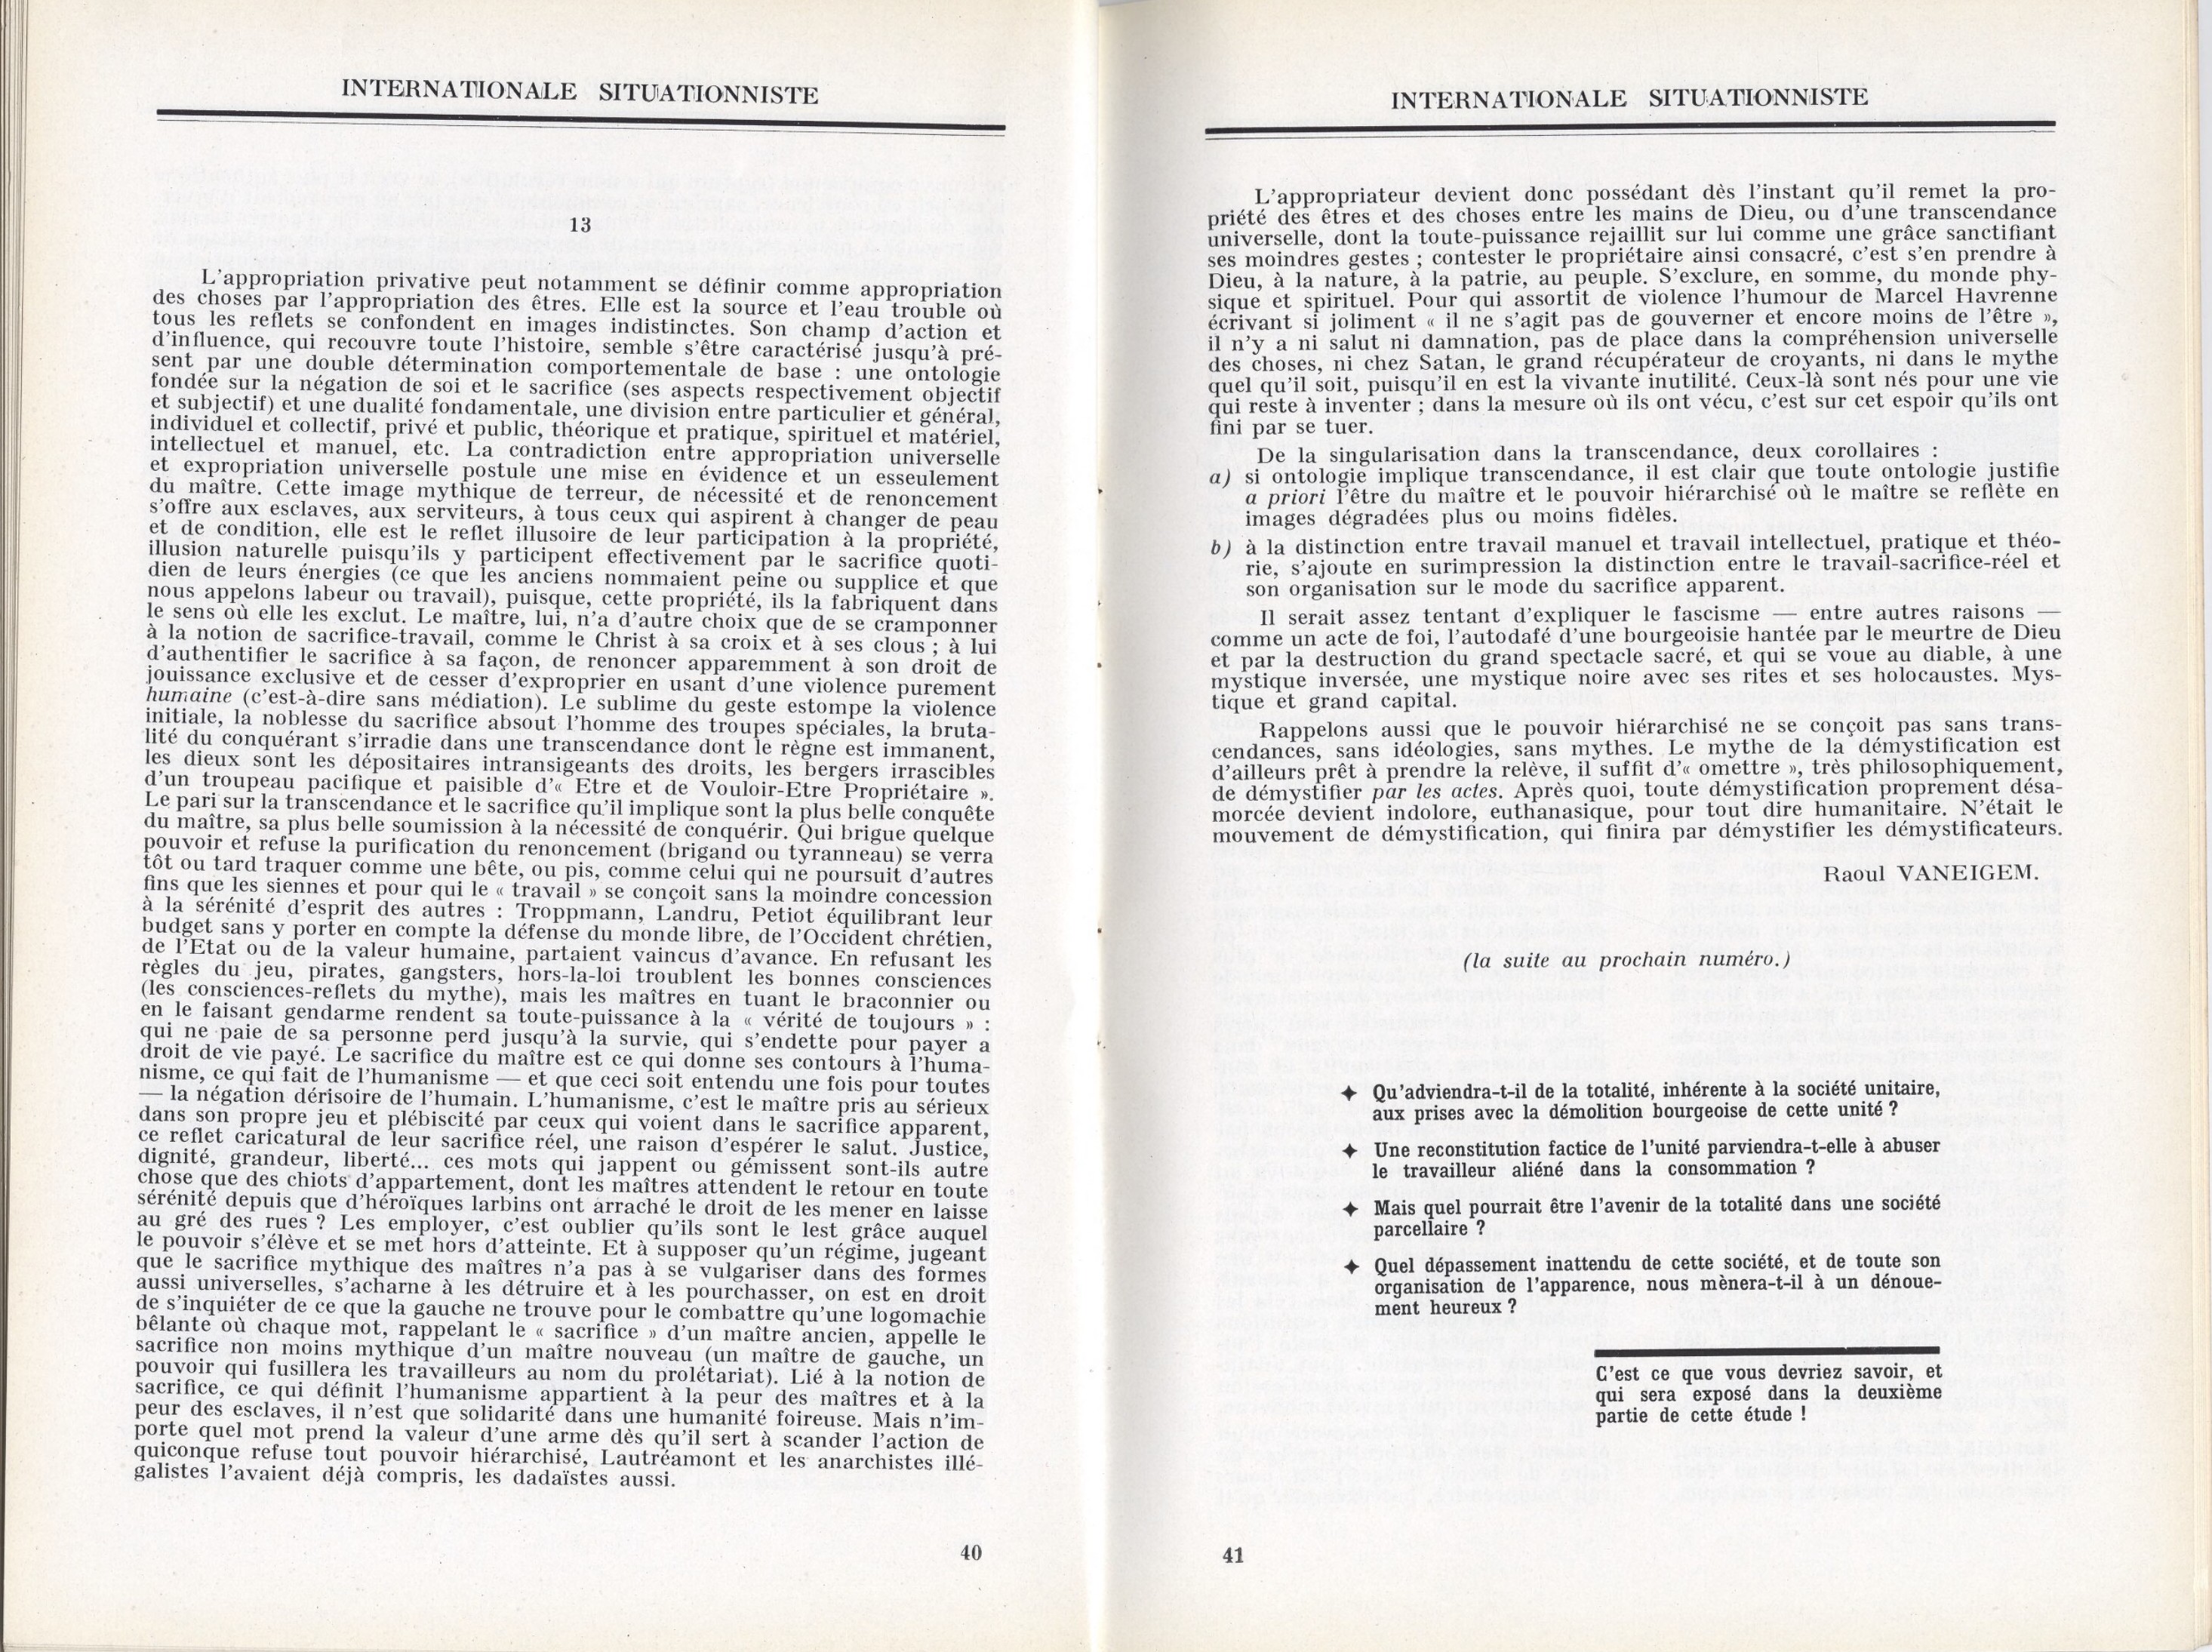 INTERNATIONALE SITUATIONNISTE
13
L'appropriation privative peut notamment se définir comme appropriation
des choses par l'appropriation des êtres. Elle est la source et l'eau trouble où
tous les reflets se confondent en images indistinctes. Son champ d'action et
d'influence, qui recouvre toute l'histoire, semble s'être caractérisé jusqu'à pré-
sent par une double détermination comportementale de base : une ontologie
fondée sur la négation de soi et le sacrifice (ses aspects respectivement objectif
et subjectif) et une dualité fondamentale, une division entre particulier et général,
individuel et collectif, privé et public, théorique et pratique, spirituel et matériel,
intellectuel et manuel, etc. La contradiction entre appropriation universelle
et expropriation universelle postule une mise en évidence et un esseulement
du maître. Cette image mythique de terreur, de nécessité et de renoncement
s'offre aux esclaves, aux serviteurs, à tous ceux qui aspirent à changer de peau
et de condition, elle est le reflet illusoire de leur participation à la propriété,
illusion naturelle puisqu'ils y participent effectivement par le sacrifice quoti-
dien de leurs énergies (ce que les anciens nommaient peine ou supplice et que
nous appelons labeur ou travail), puisque, cette propriété, ils la fabriquent dans
le sens où elle les exclut. Le maître, lui, n'a d'autre choix que de se cramponner
à la notion de sacrifice-travail, comme le Christ à sa croix et à ses clous ; à lui
d'authentifier le sacrifice à sa façon, de renoncer apparemment à son droit de
jouissance exclusive et de cesser d'exproprier en usant d'une violence purement
humaine (c'est-à-dire sans médiation). Le sublime du geste estompe la violence
initiale, la noblesse du sacrifice absout l'homme des troupes spéciales, la bruta-
lité du conquérant s'irradie dans une transcendance dont le règne est immanent,
les dieux sont les dépositaires intransigeants des droits, les bergers irrascibles
d'un troupeau pacifique et paisible d'« Etre et de Vouloir-Etre Propriétaire ».
Le pari sur la transcendance et le sacrifice qu'il implique sont la plus belle conquête
du maître, sa plus belle soumission à la nécessité de conquérir. Qui brigue quelque
pouvoir et refuse la purification du renoncement (brigand ou tyranneau) se verra
tôt ou tard traquer comme une bête, ou pis, comme celui qui ne poursuit d'autres
fins que les siennes et pour qui le « travail » se conçoit sans la moindre concession
à la sérénité d'esprit des autres : Troppmann, Landru, Petiot équilibrant leur
budget sans y porter en compte la défense du monde libre, de l'Occident chrétien,
de l'Etat ou de la valeur humaine, partaient vaincus d'avance. En refusant les
règles du jeu, pirates, gangsters, hors-la-loi troublent les bonnes consciences
(les consciences-reflets du mythe), mais les maîtres en tuant le braconnier ou
en le faisant gendarme rendent sa toute-puissance à la « vérité de toujours » :
qui ne paie de sa personne perd jusqu'à la survie, qui s'endette pour payer a
droit de vie payé. Le sacrifice du maître est ce qui donne ses contours à l'huma-
nisme, ce qui fait de l'humanisme — et que ceci soit entendu une fois pour toutes
— la négation dérisoire de l'humain. L'humanisme, c'est le maître pris au sérieux
dans son propre jeu et plébiscité par ceux qui voient dans le sacrifice apparent,
ce reflet caricatural de leur sacrifice réel, une raison d'espérer le salut. Justice,
dignité, grandeur, liberté... ces mots qui jappent ou gémissent sont-ils autre
chose que des chiots d'appartement, dont les maîtres attendent le retour en toute
sérénité depuis que d'héroïques larbins ont arraché le droit de les mener en laisse
au gré des rues ? Les employer, c'est oublier qu'ils sont le lest grâce auquel
le pouvoir s'élève et se met hors d'atteinte. Et à supposer qu'un régime, jugeant
que le sacrifice mythique des maîtres n'a pas à se vulgariser dans des formes
aussi universelles, s'acharne à les détruire et à les pourchasser, on est en droit
de s'inquiéter de ce que la gauche ne trouve pour le combattre qu'une logomachie
bêlante où chaque mot, rappelant le « sacrifice » d'un maître ancien, appelle le
sacrifice non moins mythique d'un maître nouveau (un maître de gauche, un
pouvoir qui fusillera les travailleurs au nom du prolétariat). Lié à la notion de
sacrifice, ce qui définit l'humanisme appartient à la peur des maîtres et à la
peur des esclaves, il n'est que solidarité dans une humanité foireuse. Mais n'im-
porte quel mot prend la valeur d'une arme dès qu'il sert à scander l'action de
quiconque refuse tout pouvoir hiérarchisé, Lautréamont et les anarchistes illé-
galistes l'avaient déjà compris, les dadaïstes aussi.
40
INTERNATIONALE SITUATIONNISTE
L'appropriateur devient donc possédant dès l'instant qu'il remet la pro-
priété des êtres et des choses entre les mains de Dieu, ou d'une transcendance
universelle, dont la toute-puissance rejaillit sur lui comme une grâce sanctifiant
ses moindres gestes ; contester le propriétaire ainsi consacré, c'est s'en prendre à
Dieu, à la nature, à la patrie, au peuple. S'exclure, en somme, du monde phy-
sique et spirituel. Pour qui assortit de violence l'humour de Marcel Havrenne
écrivant si joliment « il ne s'agit pas de gouverner et encore moins de l'être »,
il n'y a ni salut ni damnation, pas de place dans la compréhension universelle
des choses, ni chez Satan, le grand récupérateur de croyants, ni dans le mythe
quel qu'il soit, puisqu'il en est la vivante inutilité. Ceux-là sont nés pour une vie
qui reste à inventer ; dans la mesure où ils ont vécu, c'est sur cet espoir qu'ils ont
fini par se tuer.
De la singularisation dans la transcendance, deux corollaires :
a) si ontologie implique transcendance, il est clair que toute ontologie justifie
a priori l'être du maître et le pouvoir hiérarchisé où le maître se reflète en
images dégradées plus ou moins fidèles.
b) à la distinction entre travail manuel et travail intellectuel, pratique et théo-
rie, s'ajoute en surimpression la distinction entre le travail-sacrifice-réel et
son organisation sur le mode du sacrifice apparent.
Il serait assez tentant d'expliquer le fascisme — entre autres raisons —
comme un acte de foi, l'autodafé d'une bourgeoisie hantée par le meurtre de Dieu
et par la destruction du grand spectacle sacré, et qui se voue au diable, à une
mystique inversée, une mystique noire avec ses rites et ses holocaustes. Mys-
tique et grand capital.
Rappelons aussi que le pouvoir hiérarchisé ne se conçoit pas sans trans-
cendances, sans idéologies, sans mythes. Le mythe de la démystification est
d'ailleurs prêt à prendre la relève, il suffit d'« omettre », très philosophiquement,
de démystifier par les actes. Après quoi, toute démystification proprement désa-
morcée devient indolore, euthanasique, pour tout dire humanitaire. N'était le
mouvement de démystification, qui finira par démystifier les démystificateurs.
Raoul VANEIGEM.
(la suite au prochain numéro.)
✦ Qu'adviendra-t-il de la totalité, inhérente à la société unitaire,
aux prises avec la démolition bourgeoise de cette unité ?
✦ Une reconstitution factice de l'unité parviendra-t-elle à abuser
le travailleur aliéné dans la consommation ?
✦ Mais quel pourrait être l'avenir de la totalité dans une société
parcellaire ?
✦ Quel dépassement inattendu de cette société, et de toute son
organisation de l'apparence, nous mènera-t-il à un dénoue-
ment heureux ?
C'est ce que vous devriez savoir, et
qui sera exposé dans la deuxième
partie de cette étude !
41